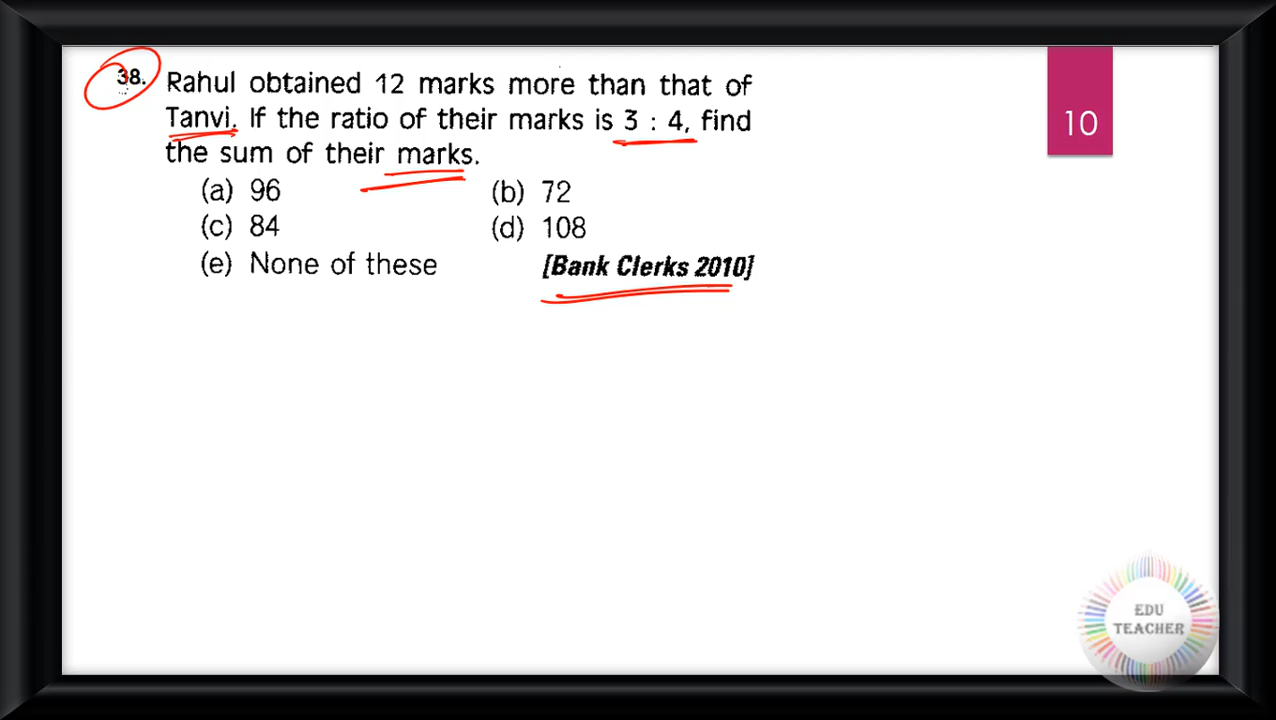 38. Rahul obtained 12 marks more than that of
Tanvi. If the ratio of their marks is 3 : 4, find
the sum of their marks.
(a) 96 (b) 72
(c) 84 (d) 108
(e) None of these [Bank Clerks 2010]
10
EDU
TEACHER